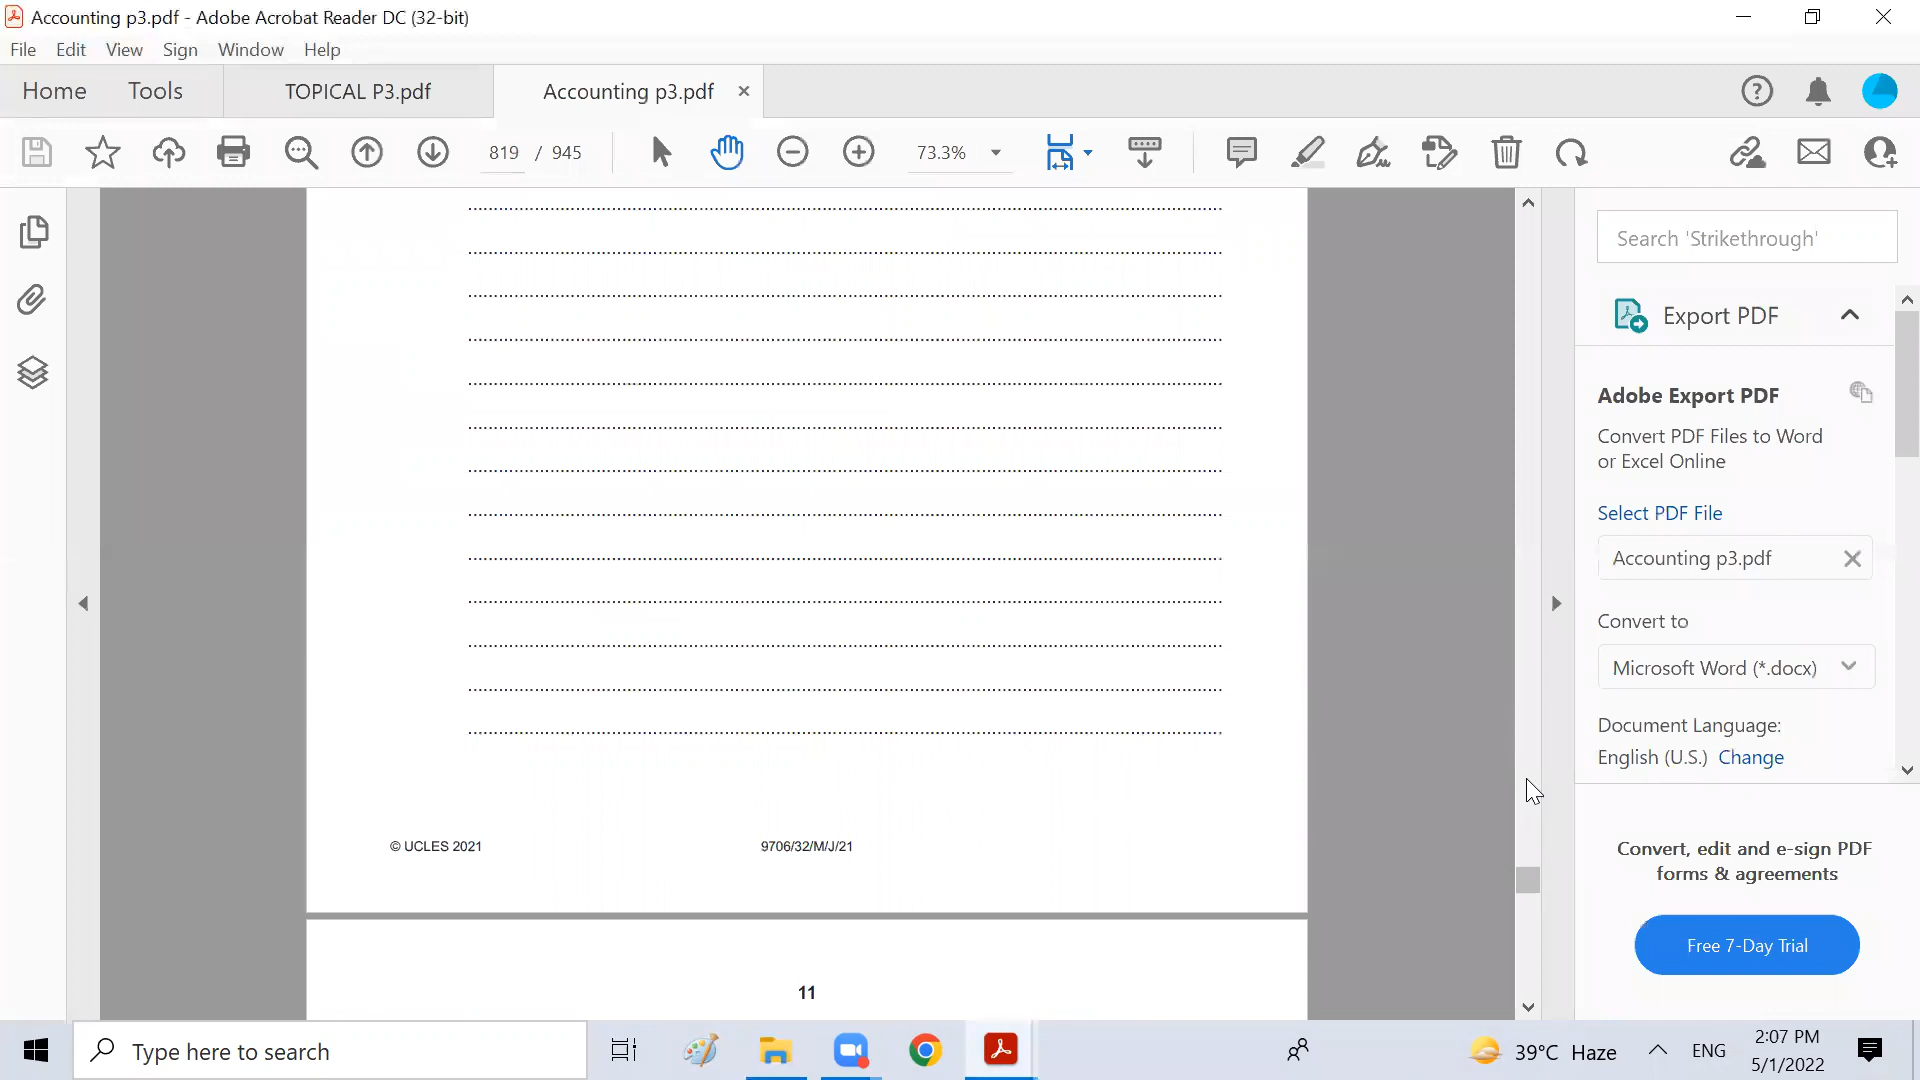 Accounting p3.pdf - Adobe Acrobat Reader DC (32-bit)
File Edit View Sign Window Help
Home Tools TOPICAL P3.pdf Accounting p3.pdf
819 / 945 73.3%
Search 'Strikethrough'
Export PDF
Adobe Export PDF
Convert PDF Files to Word
or Excel Online
Select PDF File
Accounting p3.pdf
Convert to
Microsoft Word (*.docx)
Document Language:
English (U.S.) Change
Convert, edit and e-sign PDF
forms & agreements
Free 7-Day Trial
© UCLES 2021 9706/32/M/J/21
11
Type here to search
39°C Haze
ENG
2:07 PM
5/1/2022